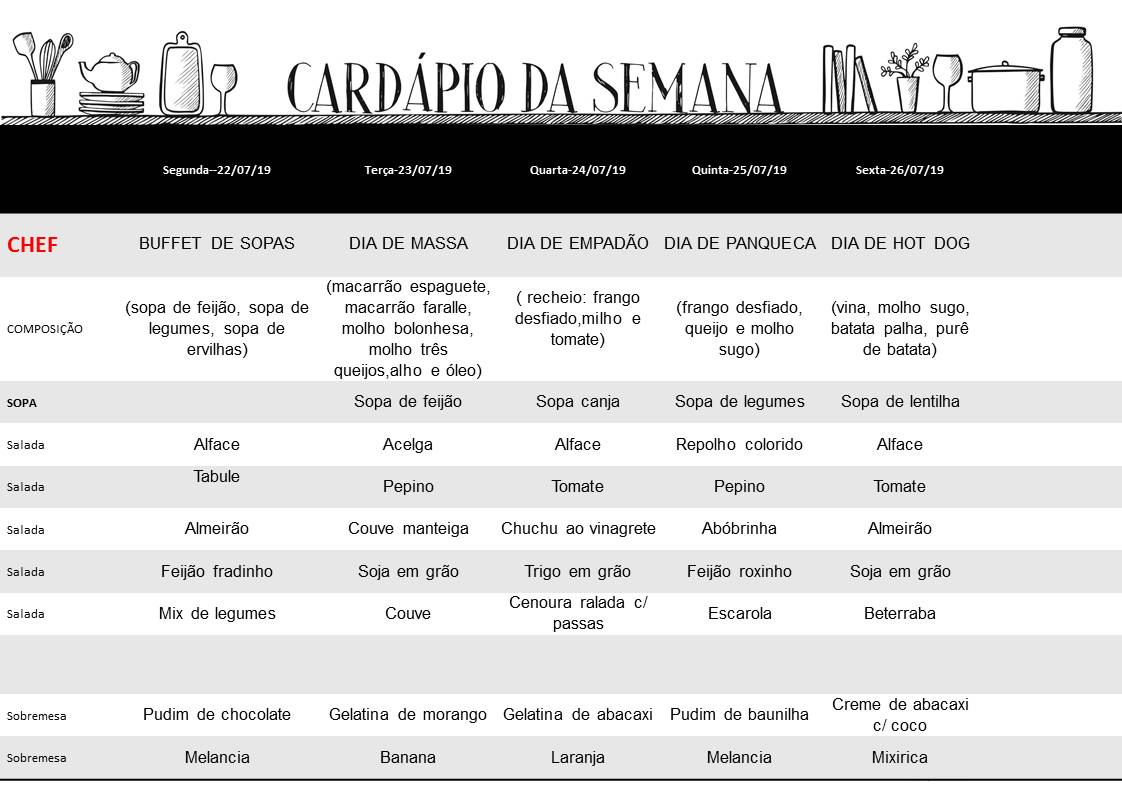 CARDÁPIO DA SEMANA
Segunda--22/07/19 Terça-23/07/19 Quarta-24/07/19 Quinta-25/07/19 Sexta-26/07/19
CHEF BUFFET DE SOPAS DIA DE MASSA DIA DE EMPADÃO DIA DE PANQUECA DIA DE HOT DOG
COMPOSIÇÃO
(sopa de feijão, sopa de
legumes, sopa de
ervilhas)
(macarrão espaguete,
macarrão faralle,
molho bolonhesa,
molho três
queijos,alho e óleo)
( recheio: frango
desfiado,milho e
tomate)
(frango desfiado,
queijo e molho
sugo)
(vina, molho sugo,
batata palha, purê
de batata)
SOPA Sopa de feijão Sopa canja Sopa de legumes Sopa de lentilha
Salada Alface Acelga Alface Repolho colorido Alface
Salada Tabule Pepino Tomate Pepino Tomate
Salada Almeirão Couve manteiga Chuchu ao vinagrete Abóbrinha Almeirão
Salada Feijão fradinho Soja em grão Trigo em grão Feijão roxinho Soja em grão
Salada Mix de legumes Couve Cenoura ralada c/
passas Escarola Beterraba
Sobremesa Pudim de chocolate Gelatina de morango Gelatina de abacaxi Pudim de baunilha Creme de abacaxi
c/ coco
Sobremesa Melancia Banana Laranja Melancia Mixirica